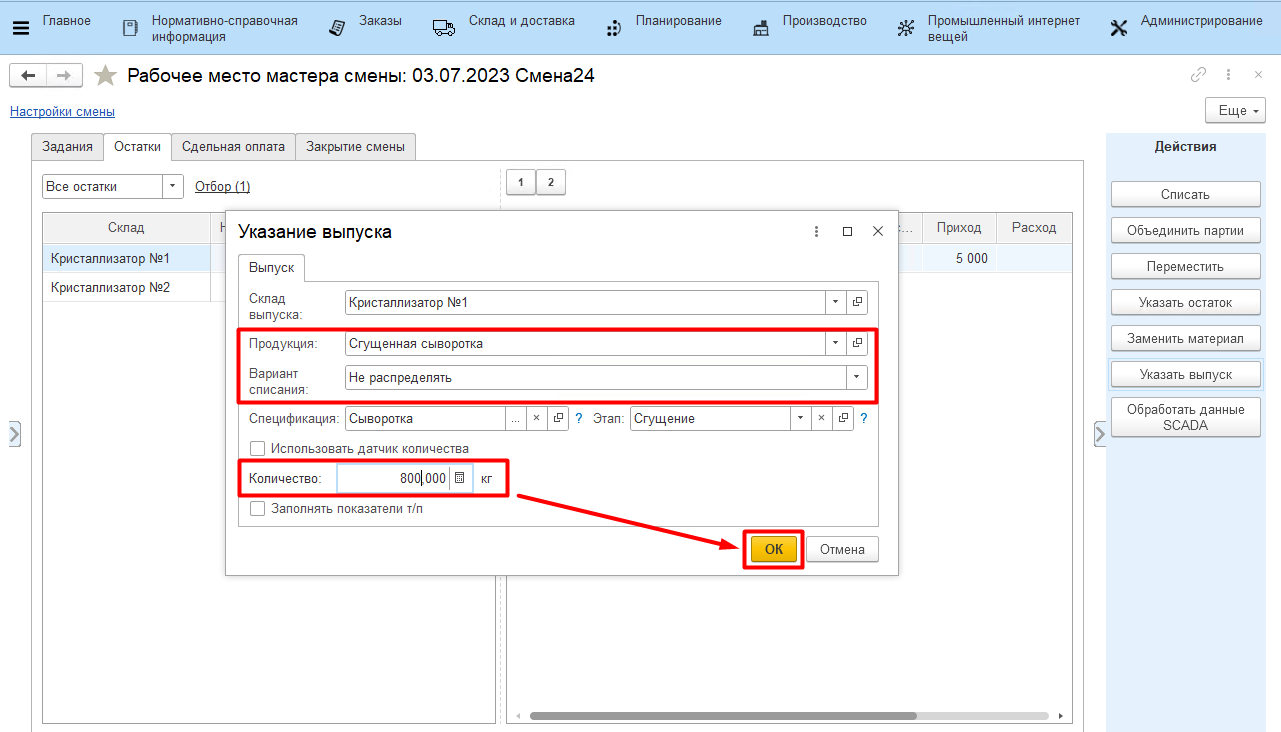 Главное
Нормативно-справочная
информация
Заказы
Склад и доставка
Планирование
Производство
Промышленный интернет
вещей
Администрирование
Рабочее место мастера смены: 03.07.2023 Смена24
Настройки смены
Еще
Задания
Остатки
Сдельная оплата
Закрытие смены
Действия
Все остатки
Отбор (1)
1
2
Склад
Приход
Расход
Кристаллизатор №1
5 000
Кристаллизатор №2
Указание выпуска
Выпуск
Склад
выпуска:
Кристаллизатор №1
Продукция:
Сгущенная сыворотка
Вариант
списания:
Не распределять
Спецификация:
Сыворотка
...
?
Этап:
Сгущение
?
Использовать датчик количества
Количество:
800,000
кг
Заполнять показатели т/п
ОК
Отмена
Списать
Объединить партии
Переместить
Указать остаток
Заменить материал
Указать выпуск
Обработать данные
SCADA